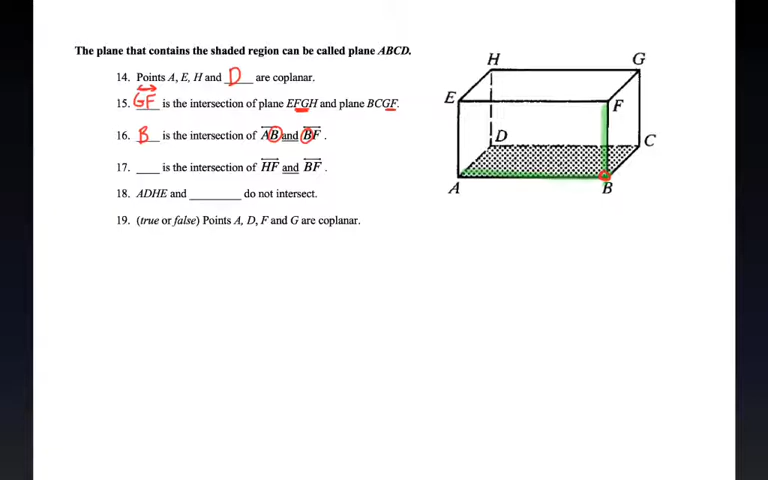 The plane that contains the shaded region can be called plane ABCD.
14. Points A, E, H and D are coplanar.
15. GF is the intersection of plane EFGH and plane BCGF.
16. B is the intersection of AB and BF .
17. ___ is the intersection of HF and BF .
18. ADHE and ________ do not intersect.
19. (true or false) Points A, D, F and G are coplanar.
H G
E F
D C
A B